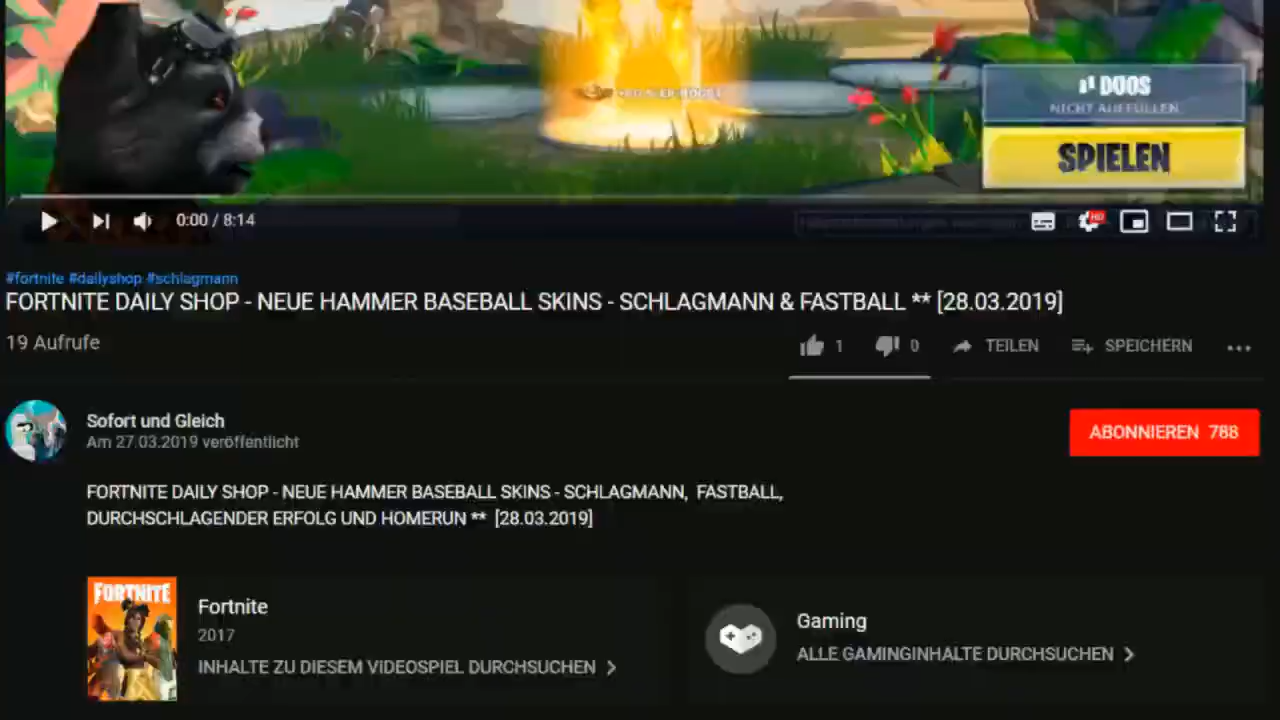 DUOS
NICHT AUFFÜLLEN
SPIELEN
0:00 / 8:14
HD
#fortnite #dailyshop #schlagmann
FORTNITE DAILY SHOP - NEUE HAMMER BASEBALL SKINS - SCHLAGMANN & FASTBALL ** [28.03.2019]
19 Aufrufe
1 0 TEILEN SPEICHERN
Sofort und Gleich
Am 27.03.2019 veröffentlicht
ABONNIEREN 788
FORTNITE DAILY SHOP - NEUE HAMMER BASEBALL SKINS - SCHLAGMANN, FASTBALL,
DURCHSCHLAGENDER ERFOLG UND HOMERUN ** [28.03.2019]
FORTNITE
Fortnite
2017
INHALTE ZU DIESEM VIDEOSPIEL DURCHSUCHEN
Gaming
ALLE GAMINGINHALTE DURCHSUCHEN